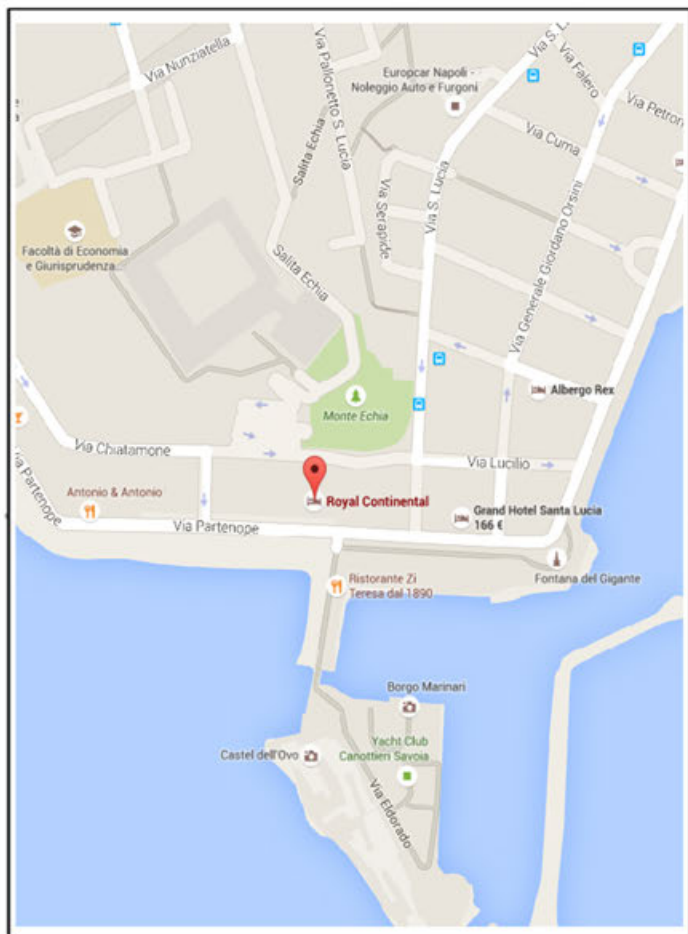 Via Nunziatella
Via Pallonetto S. Lucia
Europcar Napoli -
Noleggio Auto e Furgoni
Via S. L
Via Falero
Via Petron
Via Cuma
Salita Echia
Via Serapide
Via S. Lucia
Via Generale Giordano Orsini
Facoltà di Economia
e Giurisprudenza...
Salita Echia
Monte Echia
Albergo Rex
Via Chiatamone
Via Lucilio
Via Partenope
Antonio & Antonio
Royal Continental
Grand Hotel Santa Lucia
166 €
Via Partenope
Fontana del Gigante
Ristorante Zi
Teresa dal 1890
Borgo Marinari
Castel dell'Ovo
Yacht Club
Canottieri Savoia
Via Eldorado